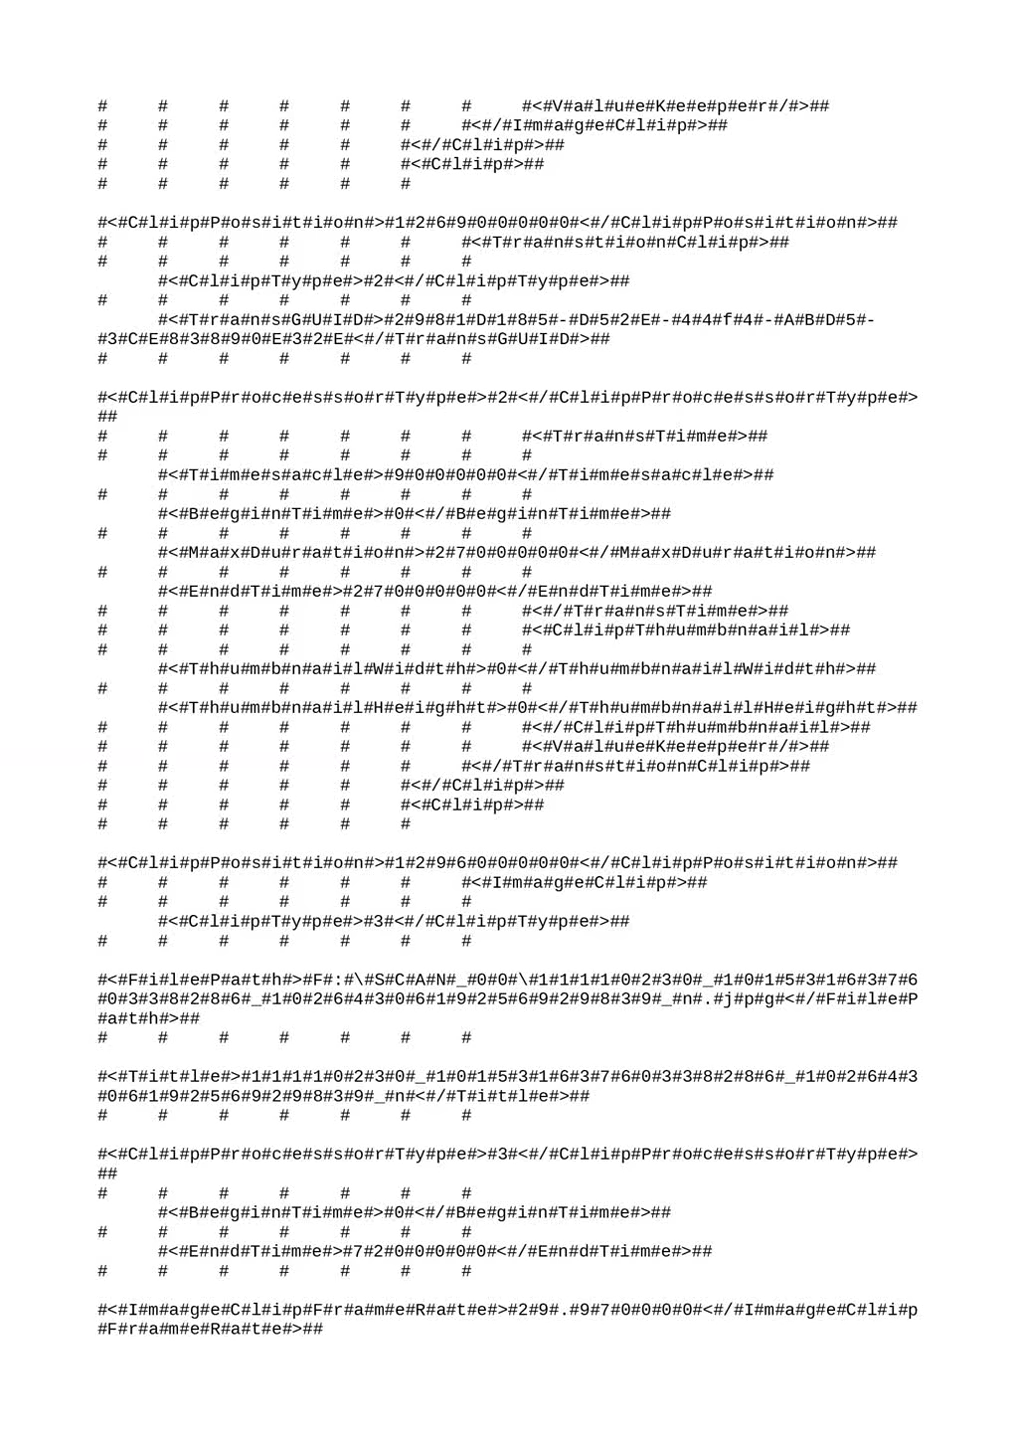 #	#	#	#	#	#	#	#<#V#a#l#u#e#K#e#e#p#e#r#/#>##
#	#	#	#	#	#	#<#/#I#m#a#g#e#C#l#i#p#>##
#	#	#	#	#	#<#/#C#l#i#p#>##
#	#	#	#	#	#<#C#l#i#p#>##
#	#	#	#	#	#
#<#C#l#i#p#P#o#s#i#t#i#o#n#>#1#2#6#9#0#0#0#0#0#<#/#C#l#i#p#P#o#s#i#t#i#o#n#>##
#	#	#	#	#	#	#<#T#r#a#n#s#t#i#o#n#C#l#i#p#>##
#	#	#	#	#	#	#
	#<#C#l#i#p#T#y#p#e#>#2#<#/#C#l#i#p#T#y#p#e#>##
#	#	#	#	#	#	#
	#<#T#r#a#n#s#G#U#I#D#>#2#9#8#1#D#1#8#5#-#D#5#2#E#-#4#4#f#4#-#A#B#D#5#-
#3#C#E#8#3#8#9#0#E#3#2#E#<#/#T#r#a#n#s#G#U#I#D#>##
#	#	#	#	#	#	#
#<#C#l#i#p#P#r#o#c#e#s#s#o#r#T#y#p#e#>#2#<#/#C#l#i#p#P#r#o#c#e#s#s#o#r#T#y#p#e#>
##
#	#	#	#	#	#	#	#<#T#r#a#n#s#T#i#m#e#>##
#	#	#	#	#	#	#	#
	#<#T#i#m#e#s#a#c#l#e#>#9#0#0#0#0#0#<#/#T#i#m#e#s#a#c#l#e#>##
#	#	#	#	#	#	#	#
	#<#B#e#g#i#n#T#i#m#e#>#0#<#/#B#e#g#i#n#T#i#m#e#>##
#	#	#	#	#	#	#	#
	#<#M#a#x#D#u#r#a#t#i#o#n#>#2#7#0#0#0#0#0#<#/#M#a#x#D#u#r#a#t#i#o#n#>##
#	#	#	#	#	#	#	#
	#<#E#n#d#T#i#m#e#>#2#7#0#0#0#0#0#<#/#E#n#d#T#i#m#e#>##
#	#	#	#	#	#	#	#<#/#T#r#a#n#s#T#i#m#e#>##
#	#	#	#	#	#	#	#<#C#l#i#p#T#h#u#m#b#n#a#i#l#>##
#	#	#	#	#	#	#	#
	#<#T#h#u#m#b#n#a#i#l#W#i#d#t#h#>#0#<#/#T#h#u#m#b#n#a#i#l#W#i#d#t#h#>##
#	#	#	#	#	#	#	#
	#<#T#h#u#m#b#n#a#i#l#H#e#i#g#h#t#>#0#<#/#T#h#u#m#b#n#a#i#l#H#e#i#g#h#t#>##
#	#	#	#	#	#	#	#<#/#C#l#i#p#T#h#u#m#b#n#a#i#l#>##
#	#	#	#	#	#	#	#<#V#a#l#u#e#K#e#e#p#e#r#/#>##
#	#	#	#	#	#	#<#/#T#r#a#n#s#t#i#o#n#C#l#i#p#>##
#	#	#	#	#	#<#/#C#l#i#p#>##
#	#	#	#	#	#<#C#l#i#p#>##
#	#	#	#	#	#
#<#C#l#i#p#P#o#s#i#t#i#o#n#>#1#2#9#6#0#0#0#0#0#<#/#C#l#i#p#P#o#s#i#t#i#o#n#>##
#	#	#	#	#	#	#<#I#m#a#g#e#C#l#i#p#>##
#	#	#	#	#	#	#
	#<#C#l#i#p#T#y#p#e#>#3#<#/#C#l#i#p#T#y#p#e#>##
#	#	#	#	#	#	#
#<#F#i#l#e#P#a#t#h#>#F#:#\#S#C#A#N#_#0#0#\#1#1#1#1#0#2#3#0#_#1#0#1#5#3#1#6#3#7#6
#0#3#3#8#2#8#6#_#1#0#2#6#4#3#0#6#1#9#2#5#6#9#2#9#8#3#9#_#n#.#j#p#g#<#/#F#i#l#e#P
#a#t#h#>##
#	#	#	#	#	#	#
#<#T#i#t#l#e#>#1#1#1#1#0#2#3#0#_#1#0#1#5#3#1#6#3#7#6#0#3#3#8#2#8#6#_#1#0#2#6#4#3
#0#6#1#9#2#5#6#9#2#9#8#3#9#_#n#<#/#T#i#t#l#e#>##
#	#	#	#	#	#	#
#<#C#l#i#p#P#r#o#c#e#s#s#o#r#T#y#p#e#>#3#<#/#C#l#i#p#P#r#o#c#e#s#s#o#r#T#y#p#e#>
##
#	#	#	#	#	#	#
	#<#B#e#g#i#n#T#i#m#e#>#0#<#/#B#e#g#i#n#T#i#m#e#>##
#	#	#	#	#	#	#
	#<#E#n#d#T#i#m#e#>#7#2#0#0#0#0#0#<#/#E#n#d#T#i#m#e#>##
#	#	#	#	#	#	#
#<#I#m#a#g#e#C#l#i#p#F#r#a#m#e#R#a#t#e#>#2#9#.#9#7#0#0#0#0#<#/#I#m#a#g#e#C#l#i#p
#F#r#a#m#e#R#a#t#e#>##